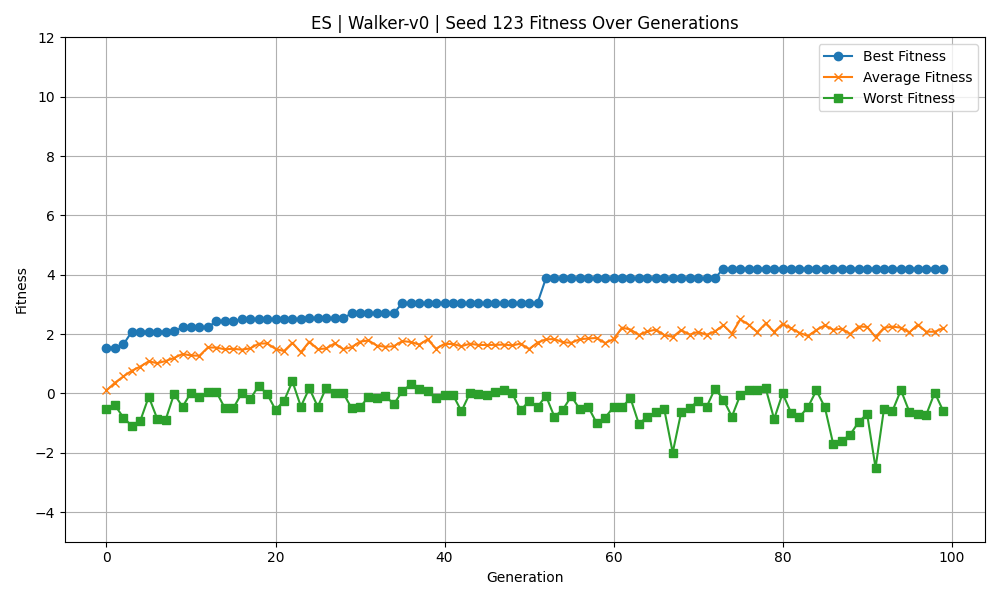 ES | Walker-v0 | Seed 123 Fitness Over Generations
12
10
8
6
4
2
0
−2
−4
Fitness
Best Fitness
Average Fitness
Worst Fitness
0 20 40 60 80 100
Generation